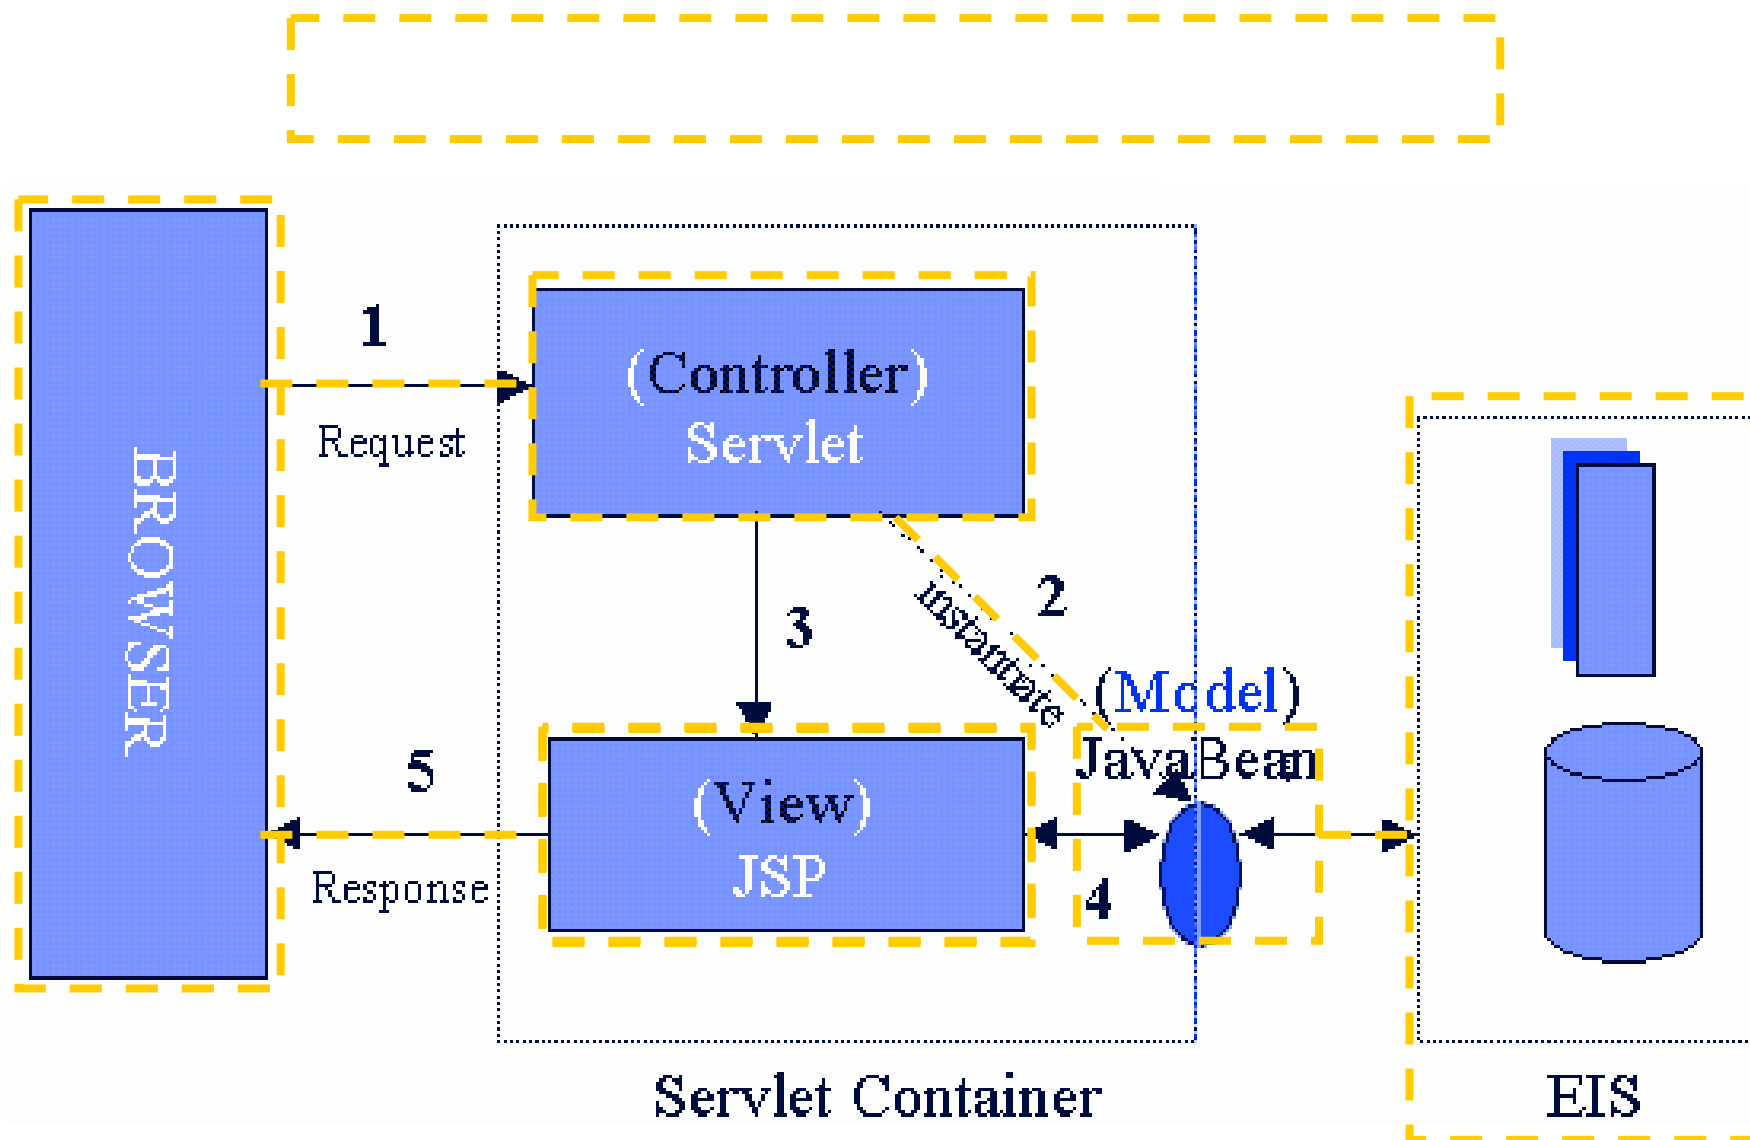 1
Request
BROWSER
(Controller)
Servlet
2
instantiate
3
(Model)
JavaBean
5
Response
(View)
JSP
4
Servlet Container
EIS